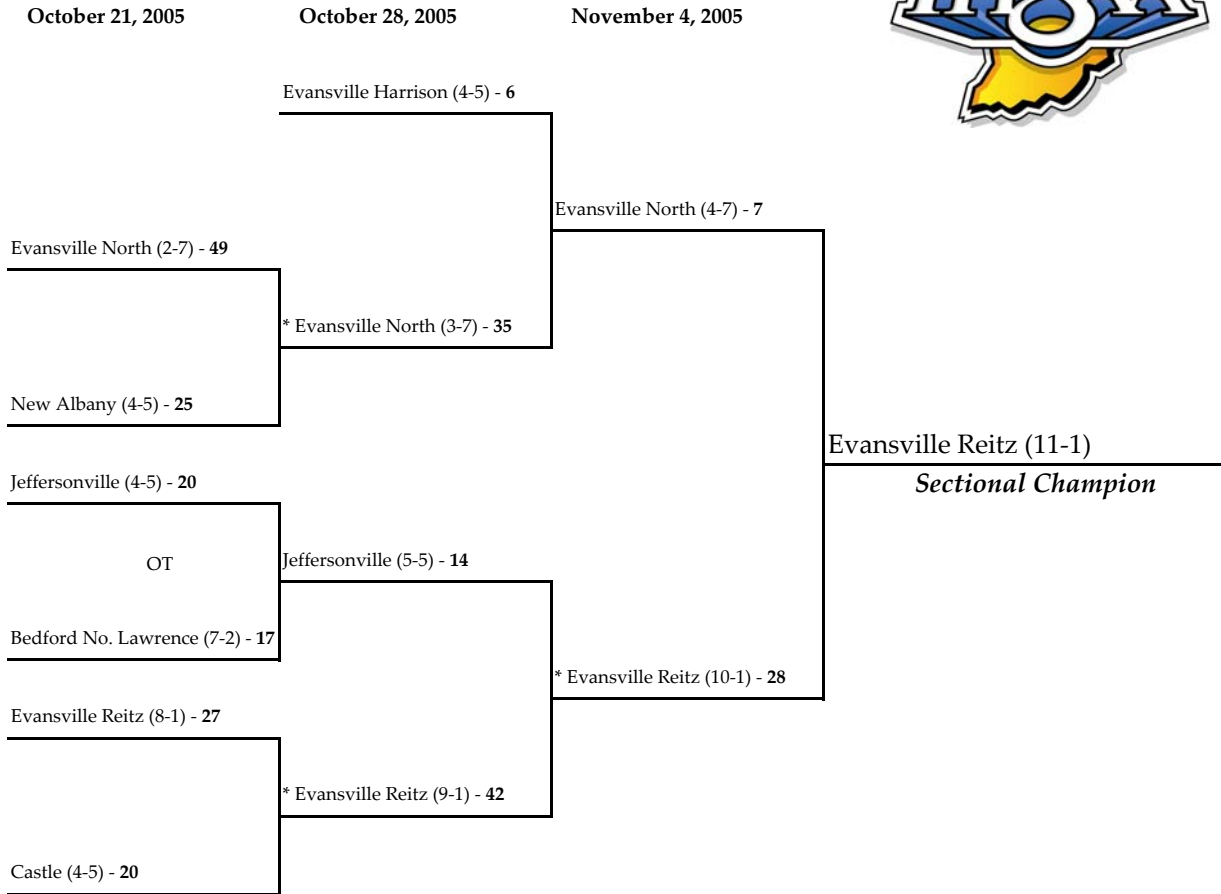 October 21, 2005 October 28, 2005 November 4, 2005
Evansville Harrison (4-5) - 6
Evansville North (4-7) - 7
Evansville North (2-7) - 49
* Evansville North (3-7) - 35
New Albany (4-5) - 25
Evansville Reitz (11-1)
Sectional Champion
Jeffersonville (4-5) - 20
OT
Jeffersonville (5-5) - 14
Bedford No. Lawrence (7-2) - 17
* Evansville Reitz (10-1) - 28
Evansville Reitz (8-1) - 27
* Evansville Reitz (9-1) - 42
Castle (4-5) - 20